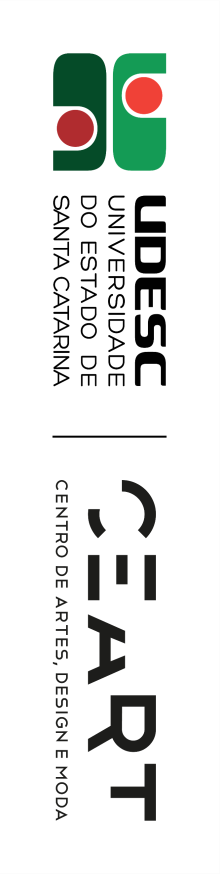 UDESC
UNIVERSIDADE
DO ESTADO DE
SANTA CATARINA
CEART
CENTRO DE ARTES, DESIGN E MODA